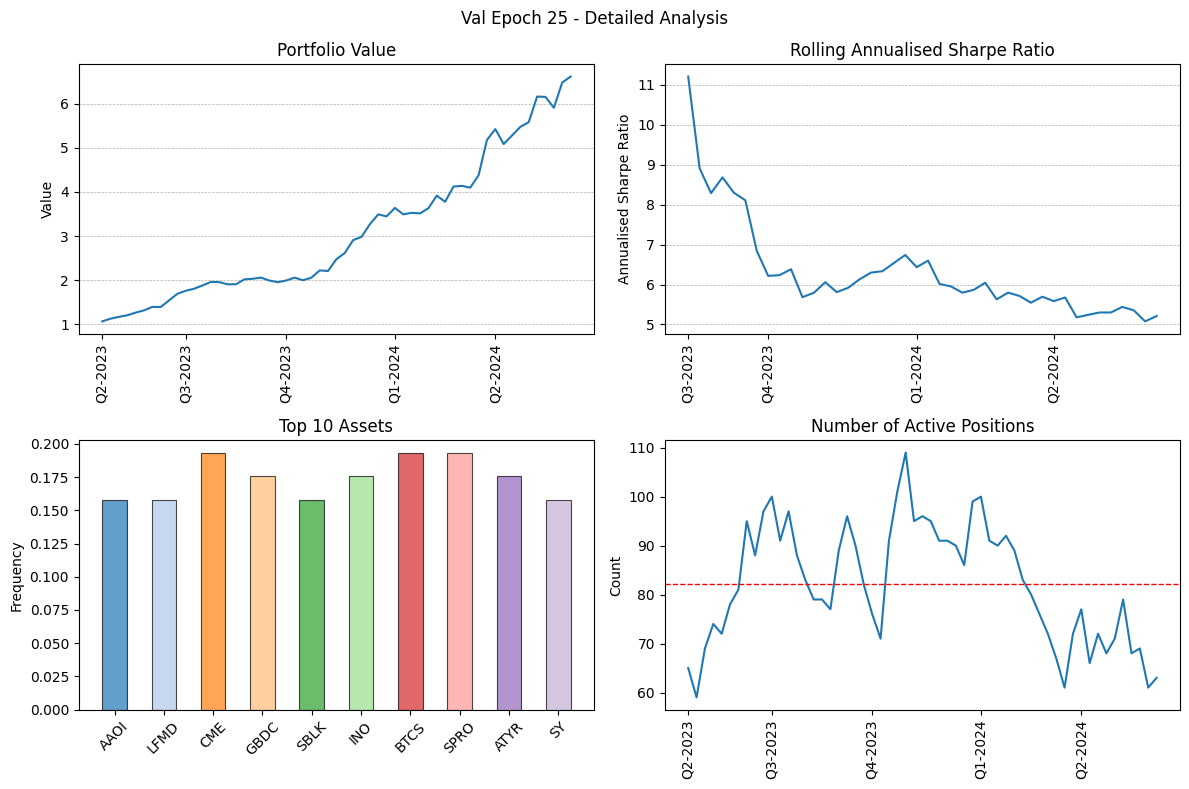 Val Epoch 25 - Detailed Analysis
Portfolio Value
Value
6
5
4
3
2
1
Q2-2023
Q3-2023
Q4-2023
Q1-2024
Q2-2024
Rolling Annualised Sharpe Ratio
Annualised Sharpe Ratio
11
10
9
8
7
6
5
Q3-2023
Q4-2023
Q1-2024
Q2-2024
Top 10 Assets
Frequency
0.200
0.175
0.150
0.125
0.100
0.075
0.050
0.025
0.000
AAOI
LFMD
CME
GBDC
SBLK
INO
BTCS
SPRO
ATYR
SY
Number of Active Positions
Count
110
100
90
80
70
60
Q2-2023
Q3-2023
Q4-2023
Q1-2024
Q2-2024